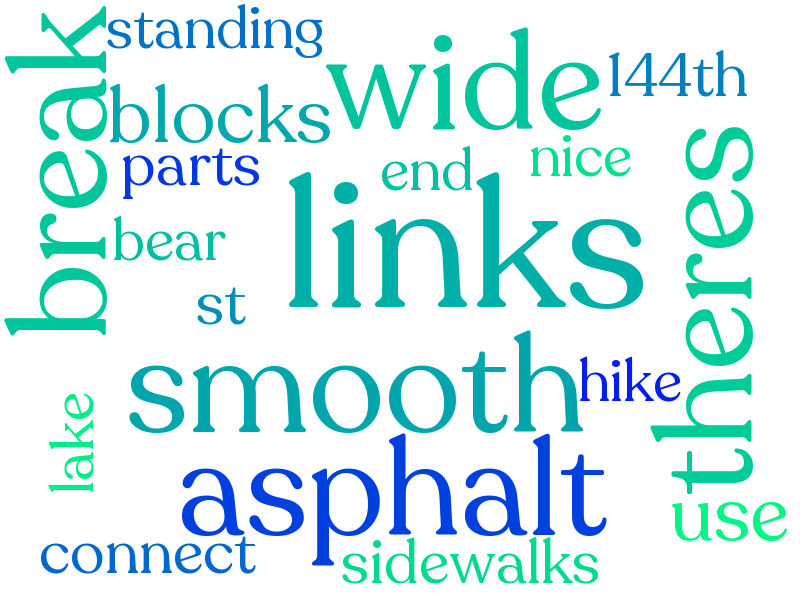 standing
break
wide
144th
blocks
parts
end
nice
theres
links
bear
st
smooth
hike
lake
asphalt
use
connect
sidewalks